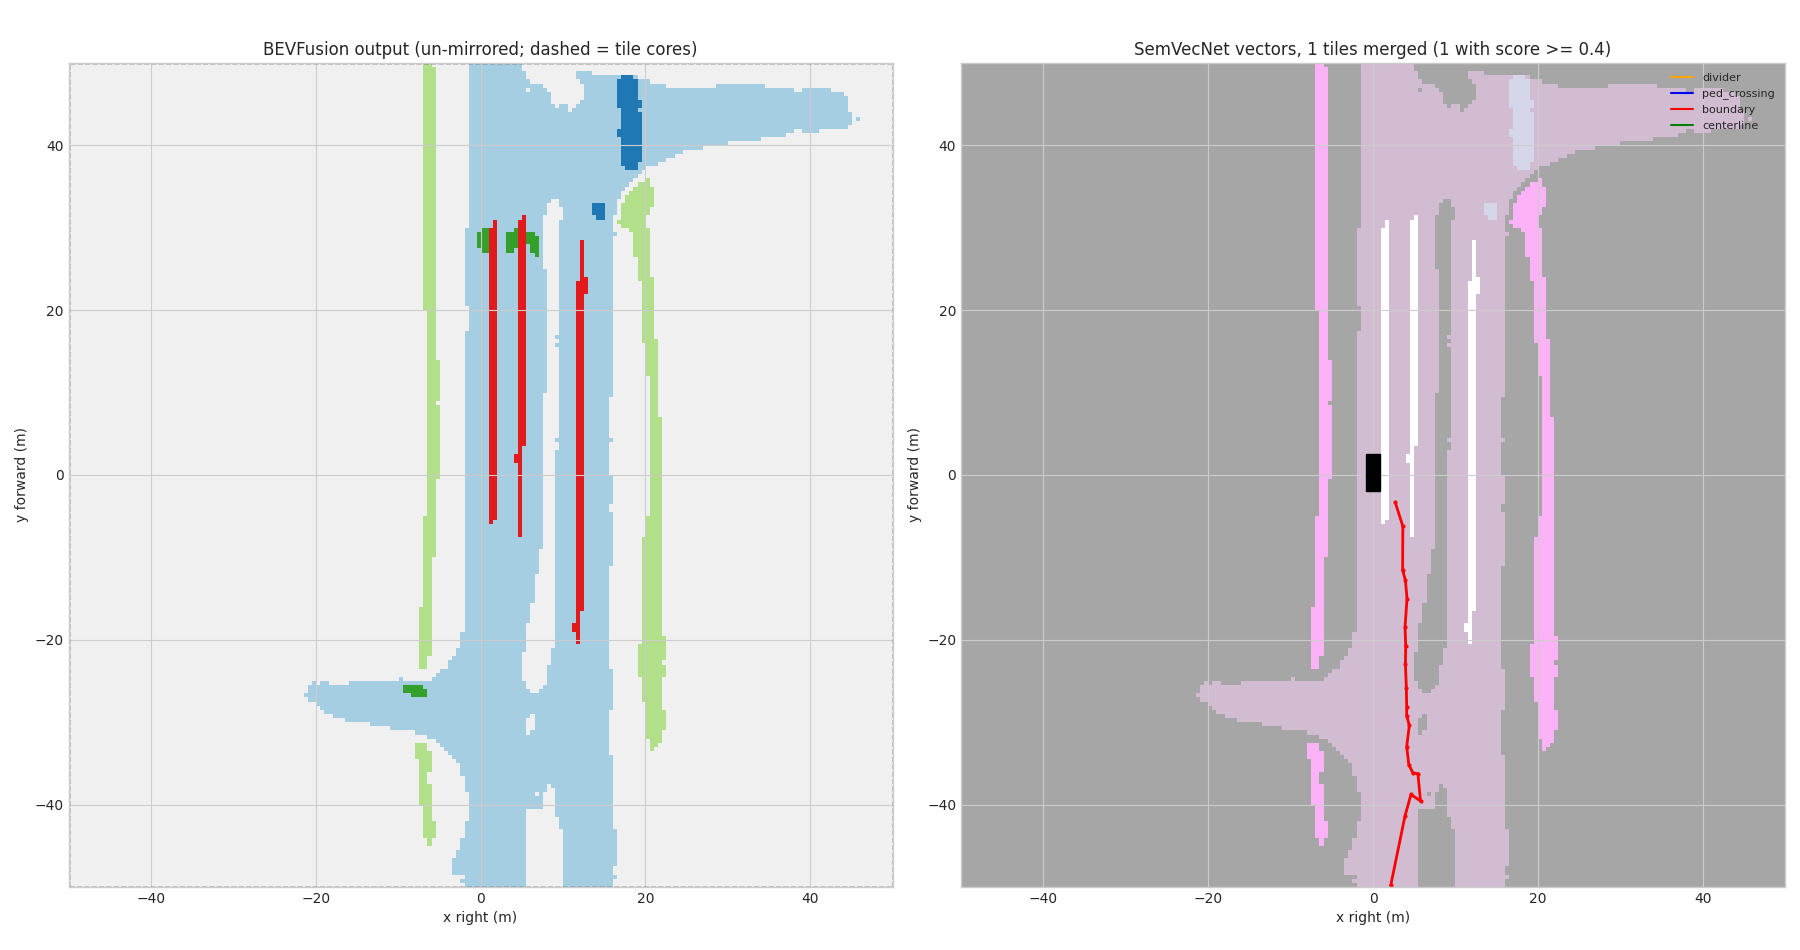 BEVFusion output (un-mirrored; dashed = tile cores)
SemVecNet vectors, 1 tiles merged (1 with score >= 0.4)
divider
ped_crossing
boundary
centerline
y forward (m)
40
20
0
−20
−40
−40
−20
0
20
40
x right (m)
y forward (m)
40
20
0
−20
−40
−40
−20
0
20
40
x right (m)